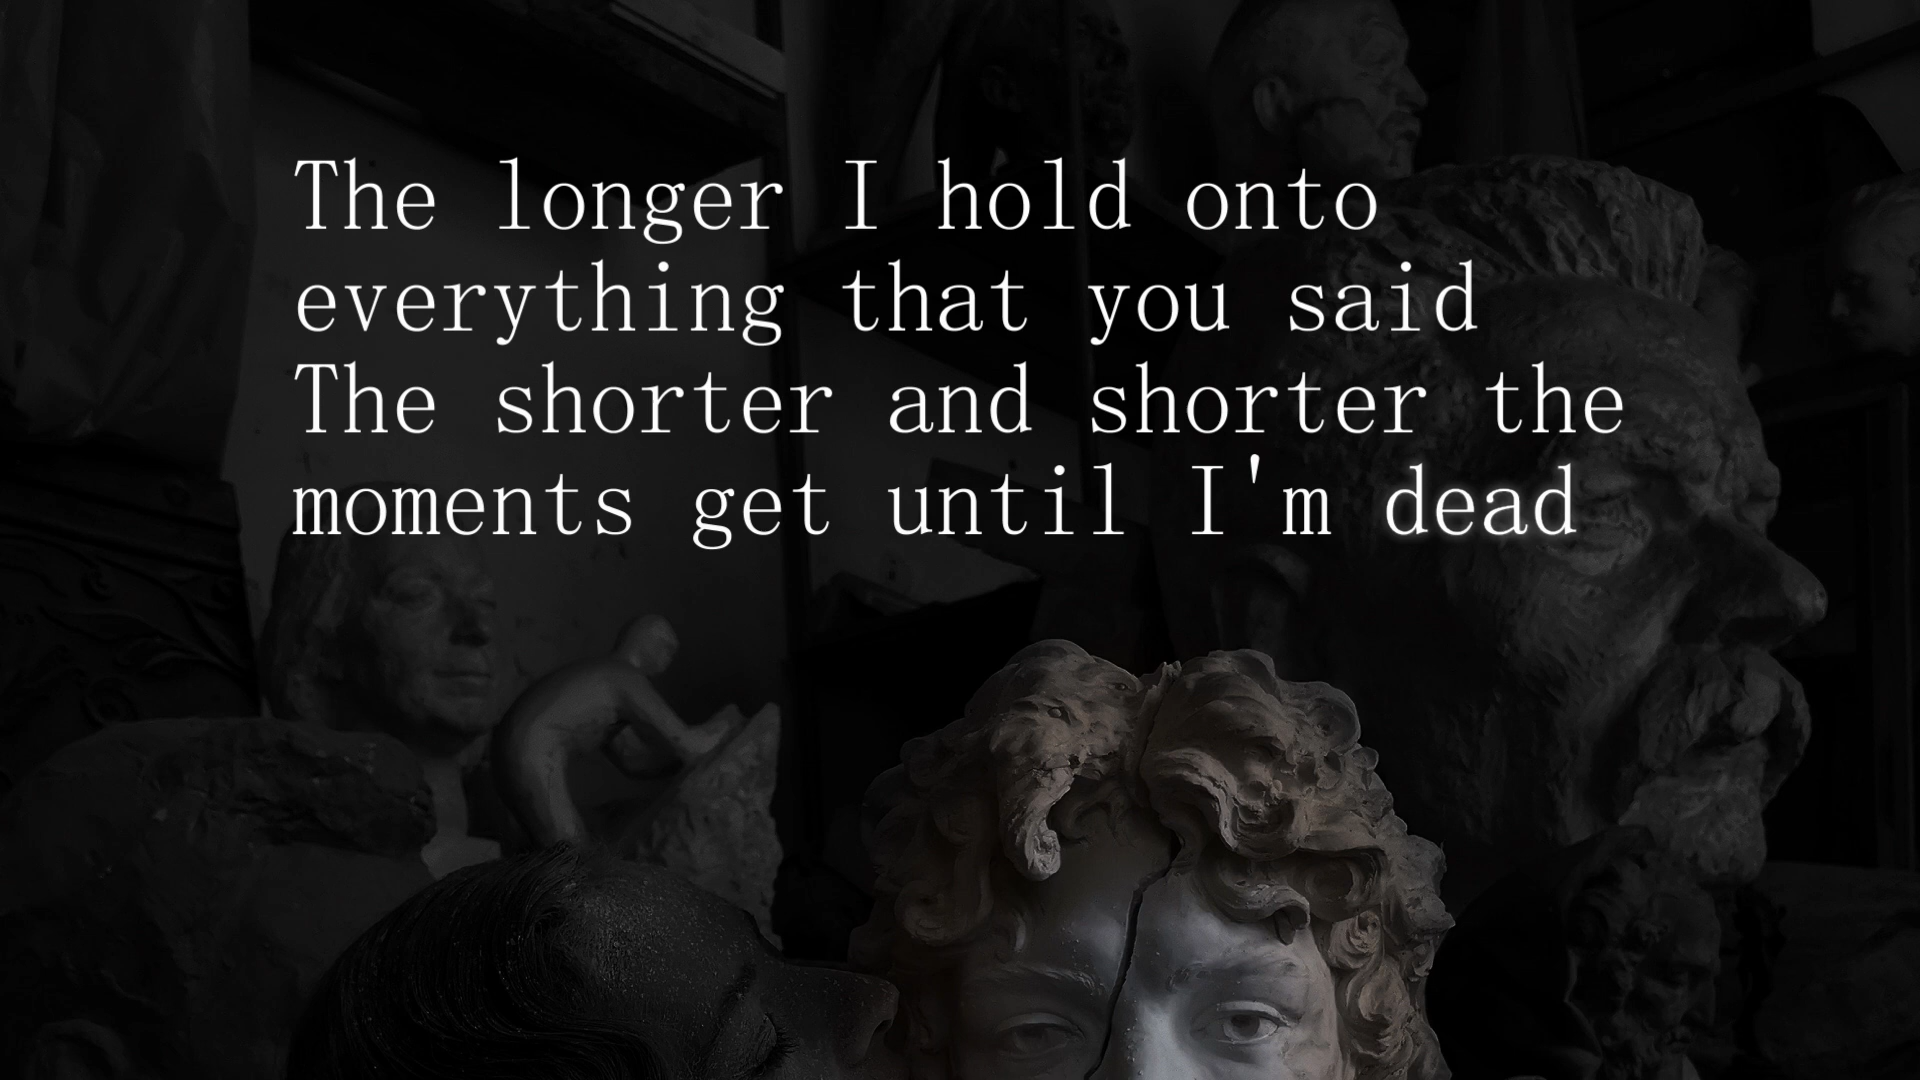 The longer I hold onto
everything that you said
The shorter and shorter the
moments get until I'm dead